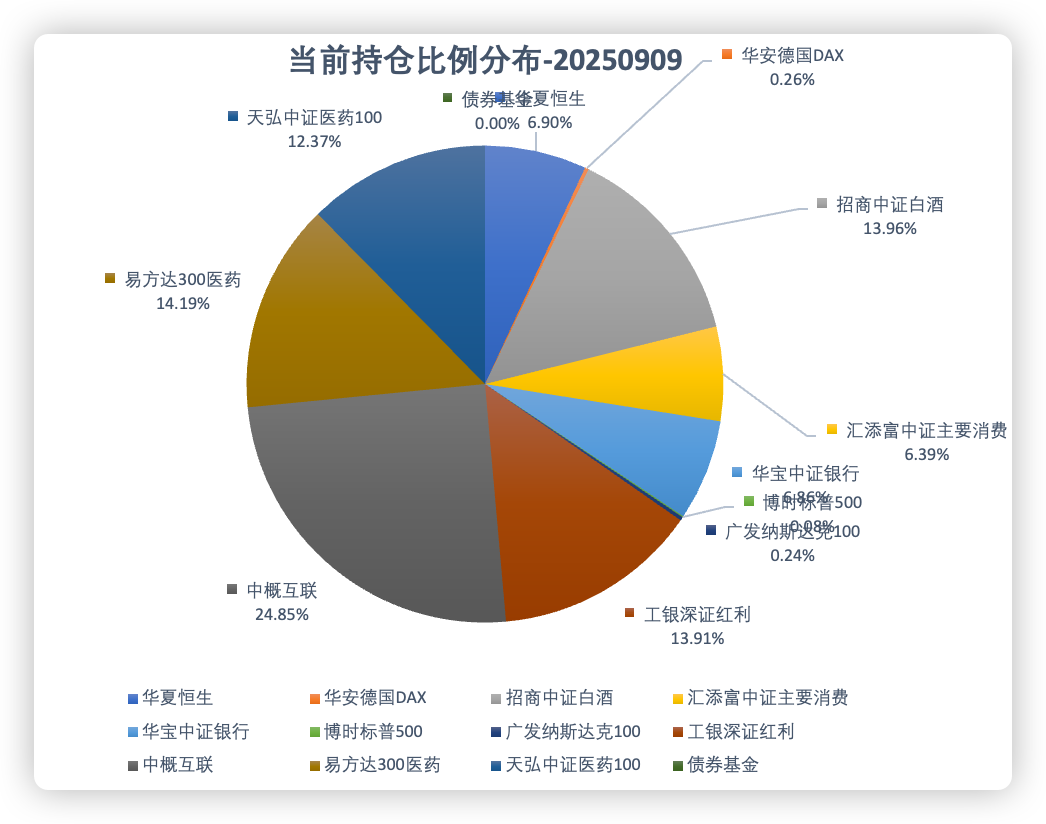 当前持仓比例分布-20250909
华安德国DAX
0.26%
债券基金
0.00%
华夏恒生
6.90%
天弘中证医药100
12.37%
招商中证白酒
13.96%
易方达300医药
14.19%
汇添富中证主要消费
6.39%
华宝中证银行
6.86%
博时标普500
0.08%
广发纳斯达克100
0.24%
中概互联
24.85%
工银深证红利
13.91%
华夏恒生 华安德国DAX 招商中证白酒 汇添富中证主要消费
华宝中证银行 博时标普500 广发纳斯达克100 工银深证红利
中概互联 易方达300医药 天弘中证医药100 债券基金